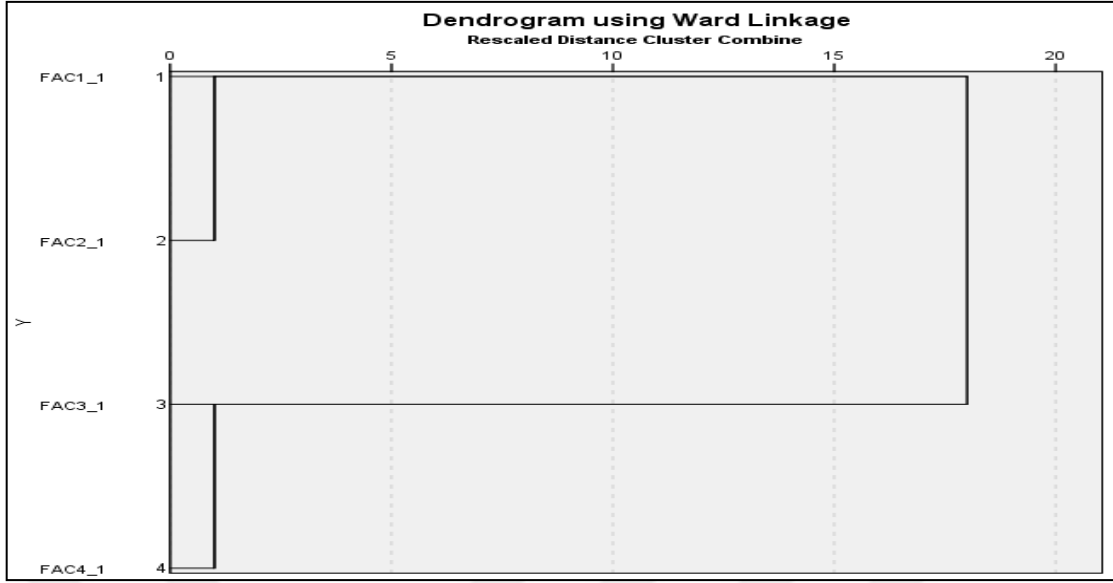 Dendrogram using Ward Linkage
Rescaled Distance Cluster Combine
0 5 10 15 20
FAC1_1 1
FAC2_1 2
Y
FAC3_1 3
FAC4_1 4